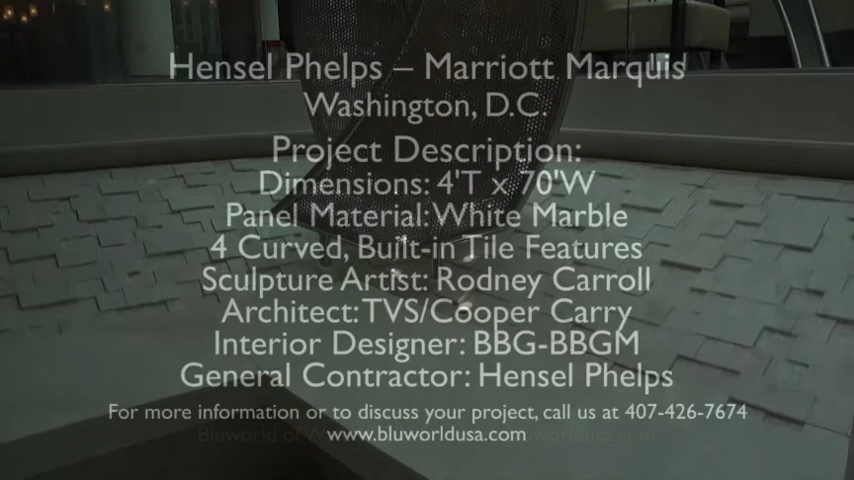 Hensel Phelps – Marriott Marquis
Washington, D.C.
Project Description:
Dimensions: 4'T x 70'W
Panel Material: White Marble
4 Curved, Built-in Tile Features
Sculpture Artist: Rodney Carroll
Architect: TVS/Cooper Carry
Interior Designer: BBG-BBGM
General Contractor: Hensel Phelps
For more information or to discuss your project, call us at 407-426-7674
www.bluworldusa.com